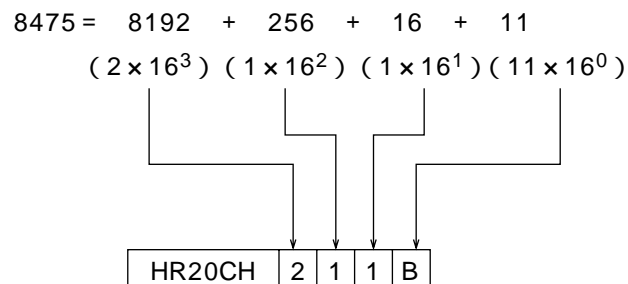 8475 = 8192 + 256 + 16 + 11
( 2 × 16³ ) ( 1 × 16² ) ( 1 × 16¹ ) ( 11 × 16⁰ )
HR20CH 2 1 1 B